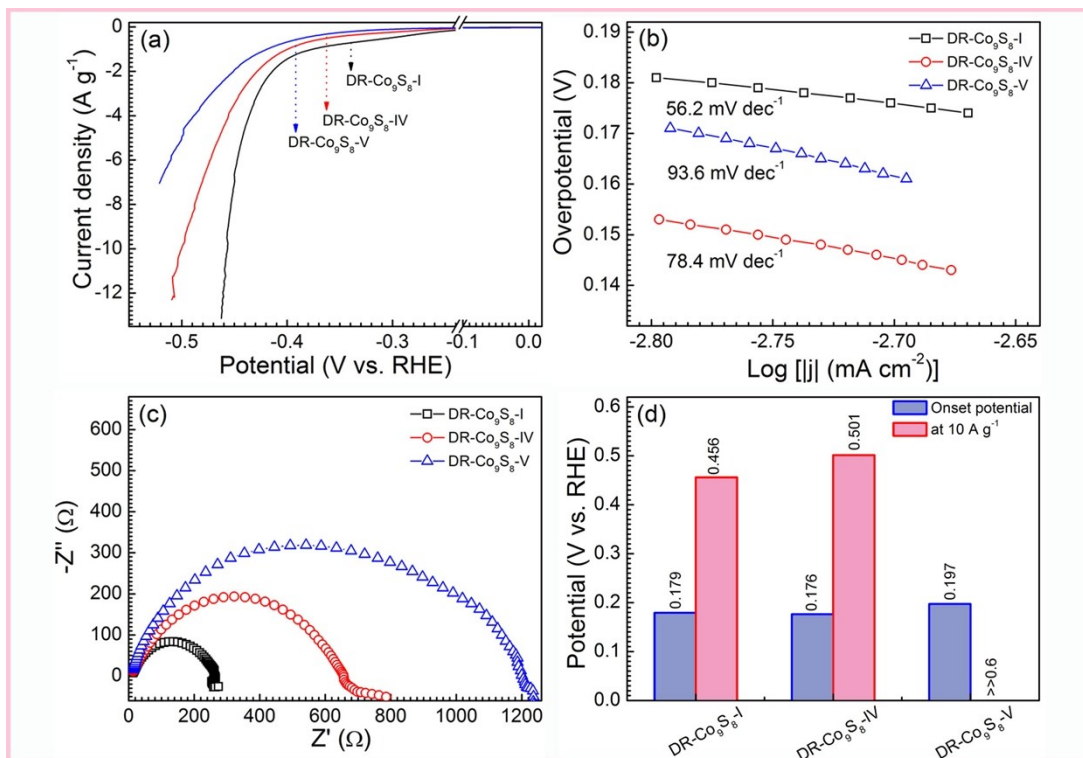 (a)
0
-2
-4
-6
-8
-10
-12
Current density (A g⁻¹)
DR-Co₉S₈-I
DR-Co₉S₈-IV
DR-Co₉S₈-V
-0.5 -0.4 -0.3 0.0
Potential (V vs. RHE)
(b)
DR-Co₉S₈-I
DR-Co₉S₈-IV
DR-Co₉S₈-V
0.19
0.18
0.17
0.16
0.15
0.14
Overpotential (V)
56.2 mV dec⁻¹
93.6 mV dec⁻¹
78.4 mV dec⁻¹
-2.80 -2.75 -2.70 -2.65
Log [|j| (mA cm⁻²)]
(c)
DR-Co₉S₈-I
DR-Co₉S₈-IV
DR-Co₉S₈-V
600
500
400
300
200
100
0
-Z'' (Ω)
0 200 400 600 800 1000 1200
Z' (Ω)
(d)
Onset potential
at 10 A g⁻¹
0.6
0.5
0.4
0.3
0.2
0.1
0.0
Potential (V vs. RHE)
0.179
0.456
0.176
0.501
0.197
>>0.6
DR-Co₉S₈-I
DR-Co₉S₈-IV
DR-Co₉S₈-V